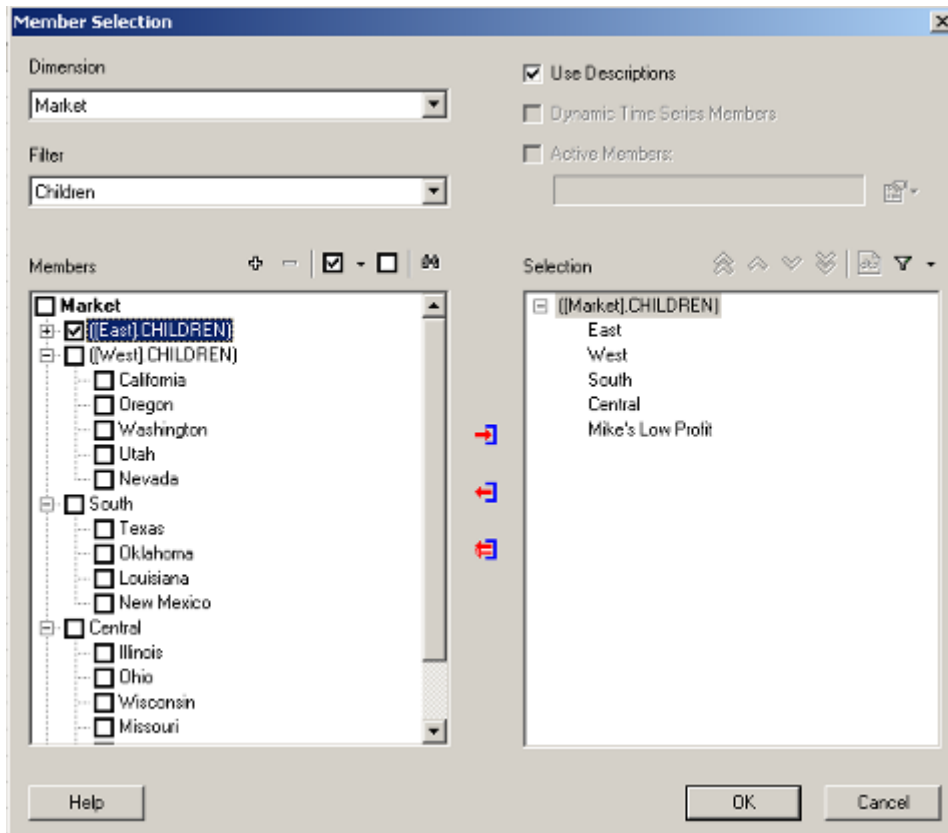 Member Selection
Dimension
Market
Filter
Children
Use Descriptions
Dynamic Time Series Members
Active Members:
Members
Market
([East].CHILDREN)
([West].CHILDREN)
California
Oregon
Washington
Utah
Nevada
South
Texas
Oklahoma
Louisiana
New Mexico
Central
Illinois
Ohio
Wisconsin
Missouri
Selection
([Market].CHILDREN)
East
West
South
Central
Mike's Low Profit
Help
OK
Cancel